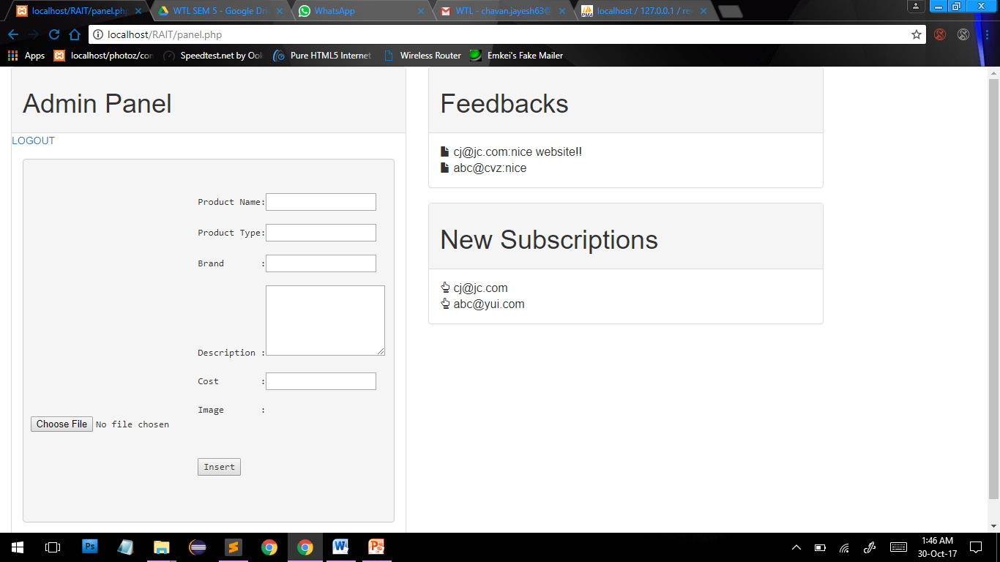 localhost/RAIT/panel.php
WTL SEM 5 - Google Dri
WhatsApp
WTL - chavan.jayesh63@
localhost / 127.0.0.1 / rev
localhost/RAIT/panel.php
Apps
localhost/photoz/con
Speedtest.net by Ook
Pure HTML5 Internet
Wireless Router
Emkei's Fake Mailer
Admin Panel
LOGOUT
Product Name:
Product Type:
Brand :
Description :
Cost :
Image :
Choose File No file chosen
Insert
Feedbacks
cj@jc.com:nice website!!
abc@cvz:nice
New Subscriptions
cj@jc.com
abc@yui.com
1:46 AM
30-Oct-17